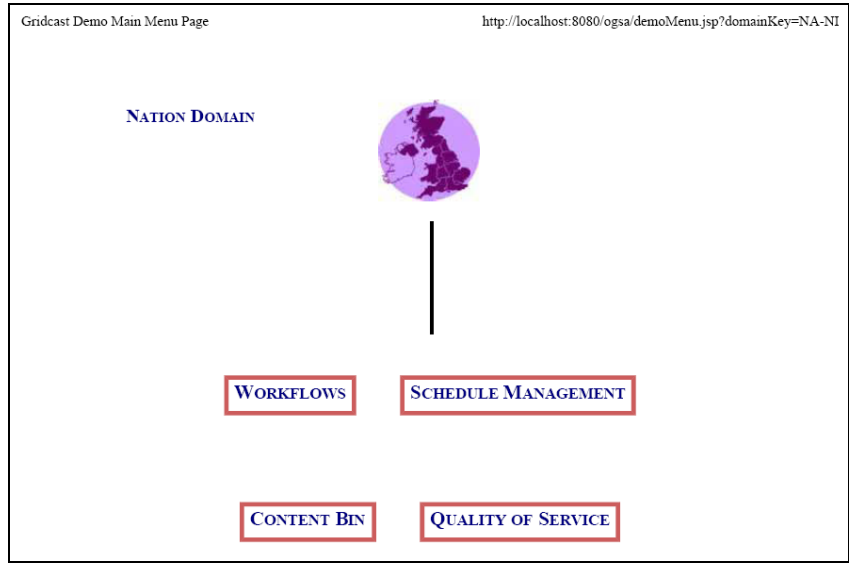 Gridcast Demo Main Menu Page
http://localhost:8080/ogsa/demoMenu.jsp?domainKey=NA-NI
NATION DOMAIN
WORKFLOWS
SCHEDULE MANAGEMENT
CONTENT BIN
QUALITY OF SERVICE